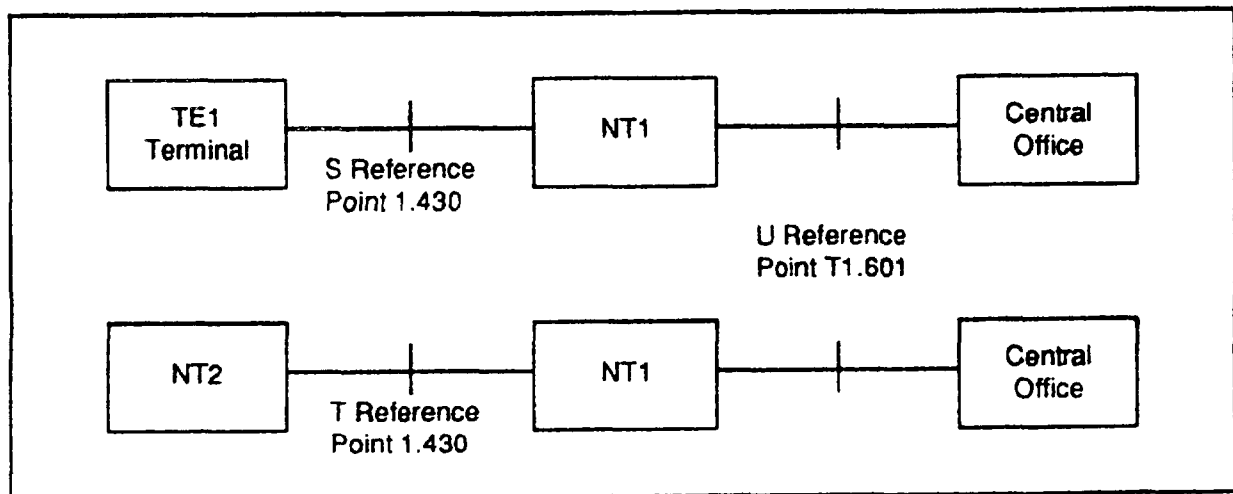 TE1
Terminal
NT1
Central
Office
S Reference
Point 1.430
U Reference
Point T1.601
NT2
NT1
Central
Office
T Reference
Point 1.430